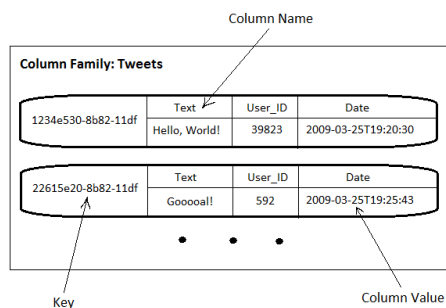 Column Name
Column Family: Tweets
1234e530-8b82-11df
Text User_ID Date
Hello, World! 39823 2009-03-25T19:20:30
22615e20-8b82-11df
Text User_ID Date
Gooooal! 592 2009-03-25T19:25:43
Key
Column Value